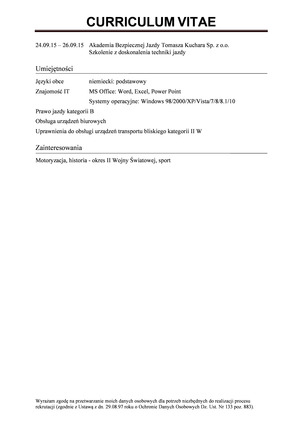 CURRICULUM VITAE
24.09.15 – 26.09.15 Akademia Bezpiecznej Jazdy Tomasza Kuchara Sp. z o.o.
Szkolenie z doskonalenia techniki jazdy
Umiejętności
Języki obce niemiecki: podstawowy
Znajomość IT MS Office: Word, Excel, Power Point
Systemy operacyjne: Windows 98/2000/XP/Vista/7/8/8.1/10
Prawo jazdy kategorii B
Obsługa urządzeń biurowych
Uprawnienia do obsługi urządzeń transportu bliskiego kategorii II W
Zainteresowania
Motoryzacja, historia - okres II Wojny Światowej, sport
Wyrażam zgodę na przetwarzanie moich danych osobowych dla potrzeb niezbędnych do realizacji procesu
rekrutacji (zgodnie z Ustawą z dn. 29.08.97 roku o Ochronie Danych Osobowych Dz. Ust. Nr 133 poz. 883).